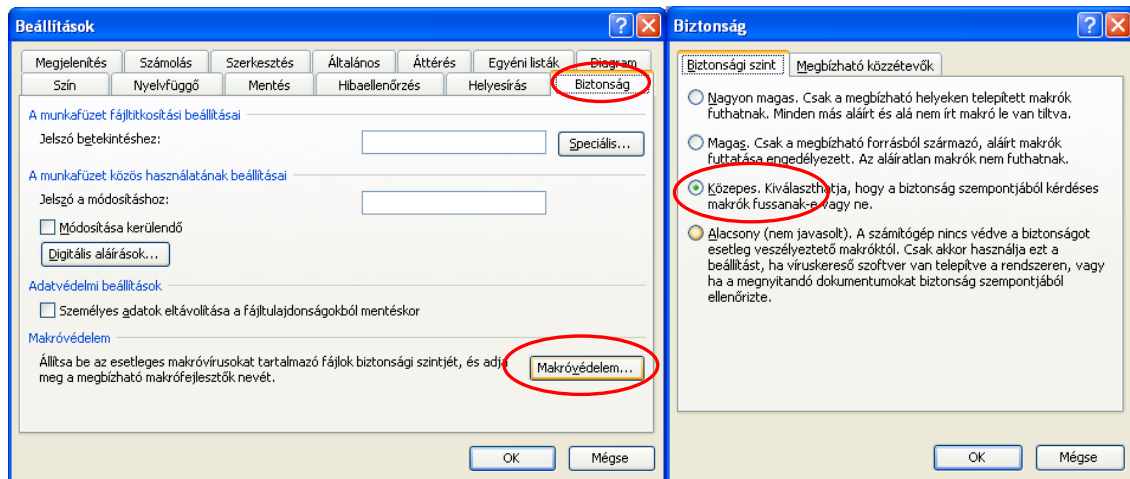 Beállítások
Megjelenítés Számolás Szerkesztés Általános Áttérés Egyéni listák Diagram
Szín Nyelvfüggő Mentés Hibaellenőrzés Helyesírás Biztonság
A munkafüzet fájltitkosítási beállításai
Jelszó betekintéshez:
Speciális...
A munkafüzet közös használatának beállításai
Jelszó a módosításhoz:
Módosítása kerülendő
Digitális aláírások...
Adatvédelmi beállítások
Személyes adatok eltávolítása a fájltulajdonságokból mentéskor
Makróvédelem
Állítsa be az esetleges makróvírusokat tartalmazó fájlok biztonsági szintjét, és adja
meg a megbízható makrófejlesztők nevét.
Makróvédelem...
OK Mégse
Biztonság
Biztonsági szint Megbízható közzétevők
Nagyon magas. Csak a megbízható helyeken telepített makrók
futhatnak. Minden más aláírt és alá nem írt makró le van tiltva.
Magas. Csak a megbízható forrásból származó, aláírt makrók
futtatása engedélyezett. Az aláíratlan makrók nem futhatnak.
Közepes. Kiválaszthatja, hogy a biztonság szempontjából kérdéses
makrók fussanak-e vagy ne.
Alacsony (nem javasolt). A számítógép nincs védve a biztonságot
esetleg veszélyeztető makróktól. Csak akkor használja ezt a
beállítást, ha víruskereső szoftver van telepítve a rendszeren, vagy
ha a megnyitandó dokumentumokat biztonság szempontjából
ellenőrizte.
OK Mégse